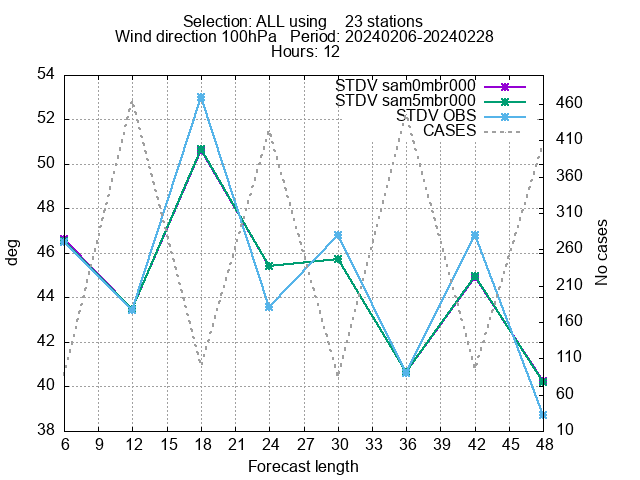 Selection: ALL using    23 stations
Wind direction 100hPa   Period: 20240206-20240228
Hours: 12
STDV sam0mbr000
STDV sam5mbr000
STDV OBS
CASES
54
52
50
48
46
44
42
40
38
460
410
360
310
260
210
160
110
60
10
deg
No cases
6 9 12 15 18 21 24 27 30 33 36 39 42 45 48
Forecast length